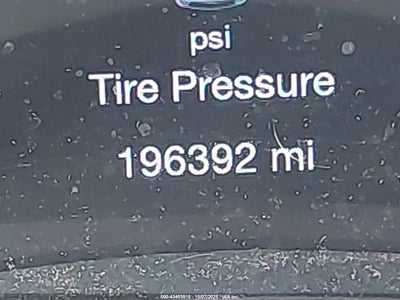 psi
Tire Pressure
196392 mi